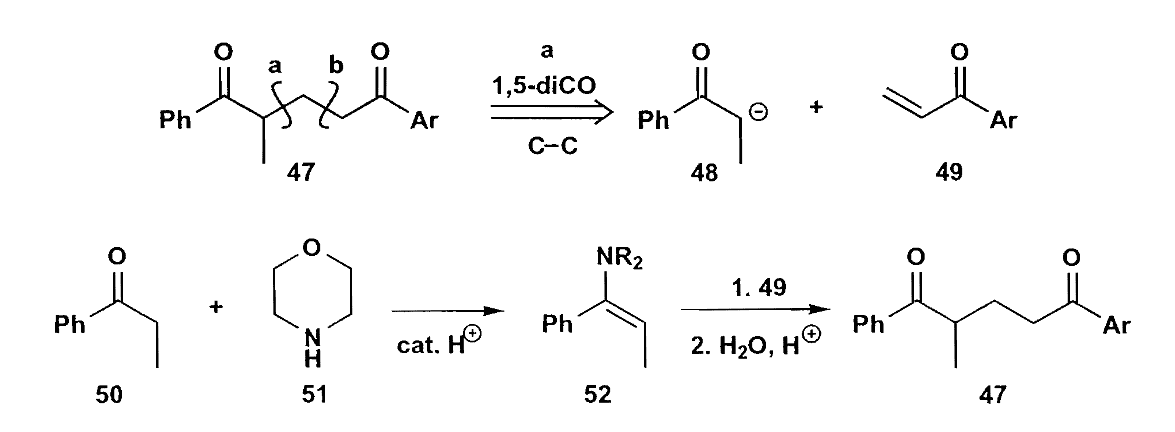 O a b O
Ph Ar
47
a
1,5-diCO
C–C
O
Ph ⊖
48
+
O
Ar
49
O
Ph
50
+
O
N
H
51
cat. H⊕
NR₂
Ph
52
1. 49
2. H₂O, H⊕
O O
Ph Ar
47